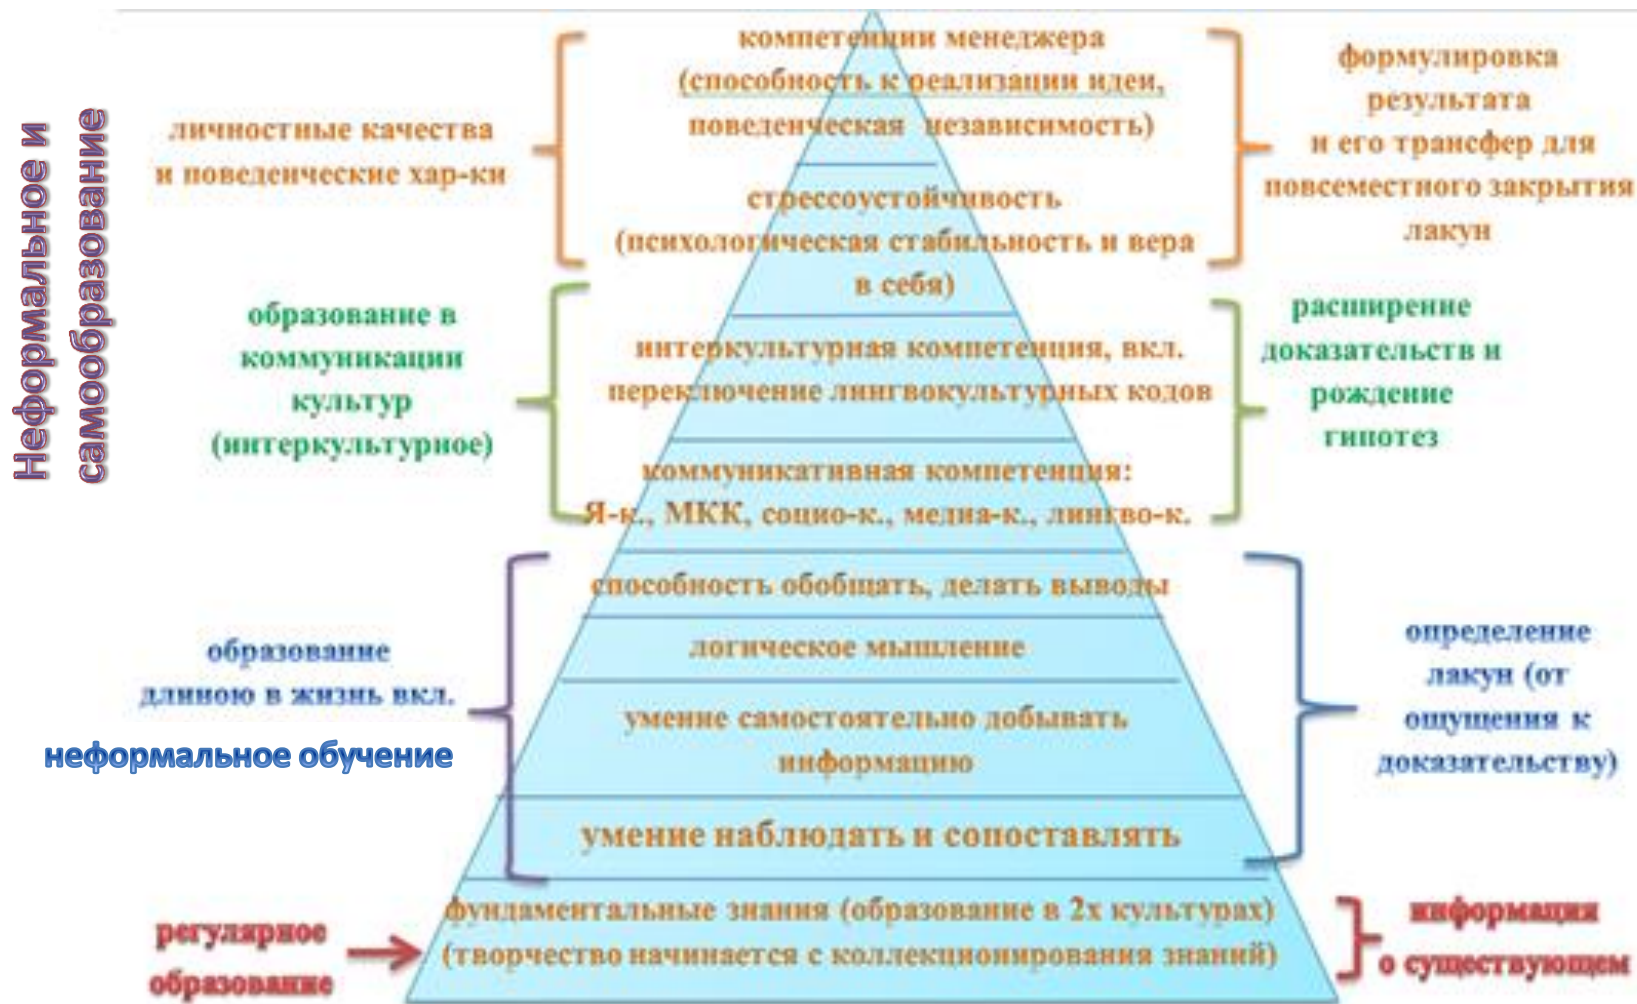 Неформальное и
самообразование
компетенции менеджера
(способность к реализации идеи,
поведенческая независимость)
стрессоустойчивость
(психологическая стабильность и вера
в себя)
интеркультурная компетенция, вкл.
переключение лингвокультурных кодов
коммуникативная компетенция:
Я-к., МКК, социо-к., медиа-к., лингво-к.
способность обобщать, делать выводы
логическое мышление
умение самостоятельно добывать
информацию
умение наблюдать и сопоставлять
фундаментальные знания (образование в 2х культурах)
(творчество начинается с коллекционирования знаний)
личностные качества
и поведенческие хар-ки
образование в
коммуникации
культур
(интеркультурное)
образование
длиною в жизнь вкл.
неформальное обучение
регулярное
образование
формулировка
результата
и его трансфер для
повсеместного закрытия
лакун
расширение
доказательств и
рождение
гипотез
определение
лакун (от
ощущения к
доказательству)
информация
о существующем